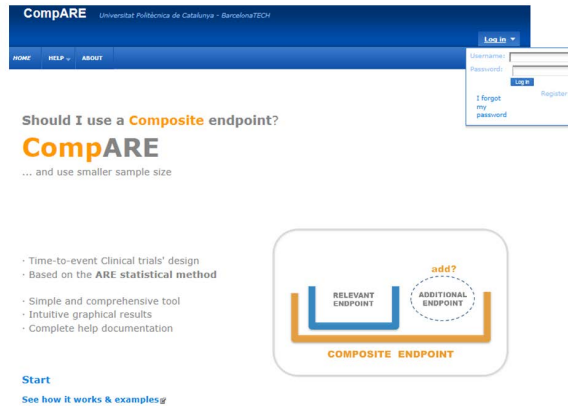 CompARE Universitat Politècnica de Catalunya - BarcelonaTECH
Log in
HOME HELP ABOUT
Username:
Password:
Log in
I forgot my password
Register
Should I use a Composite endpoint?
CompARE
... and use smaller sample size
· Time-to-event Clinical trials' design
· Based on the ARE statistical method
· Simple and comprehensive tool
· Intuitive graphical results
· Complete help documentation
add?
RELEVANT
ENDPOINT
ADDITIONAL
ENDPOINT
COMPOSITE ENDPOINT
Start
See how it works & examples